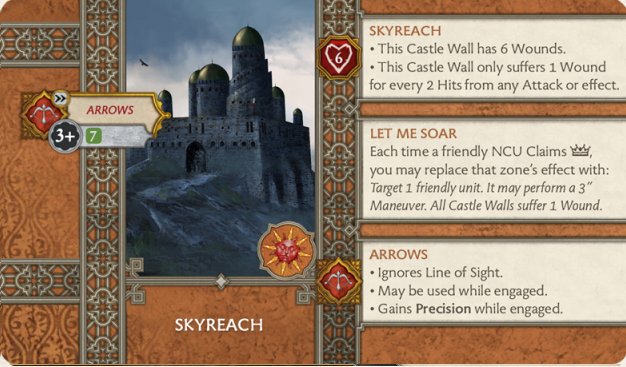 ARROWS
3+ 7
SKYREACH
6
SKYREACH
• This Castle Wall has 6 Wounds.
• This Castle Wall only suffers 1 Wound
for every 2 Hits from any Attack or effect.
LET ME SOAR
Each time a friendly NCU Claims ,
you may replace that zone's effect with:
Target 1 friendly unit. It may perform a 3"
Maneuver. All Castle Walls suffer 1 Wound.
ARROWS
• Ignores Line of Sight.
• May be used while engaged.
• Gains Precision while engaged.